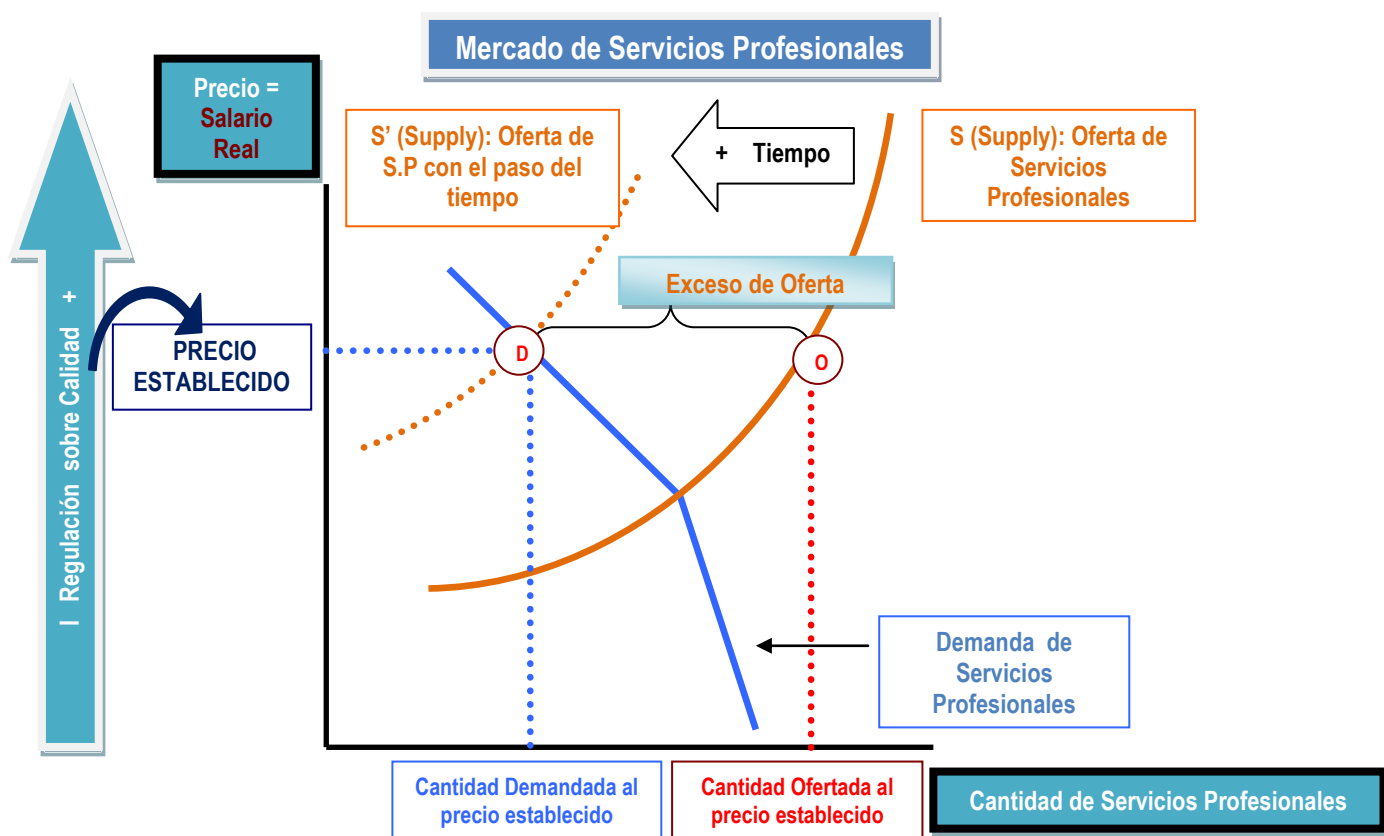 Mercado de Servicios Profesionales
Precio =
Salario
Real
S' (Supply): Oferta de
S.P con el paso del
tiempo
+ Tiempo
S (Supply): Oferta de
Servicios
Profesionales
Exceso de Oferta
I Regulación sobre Calidad +
PRECIO
ESTABLECIDO
D
O
Demanda de
Servicios
Profesionales
Cantidad Demandada al
precio establecido
Cantidad Ofertada al
precio establecido
Cantidad de Servicios Profesionales